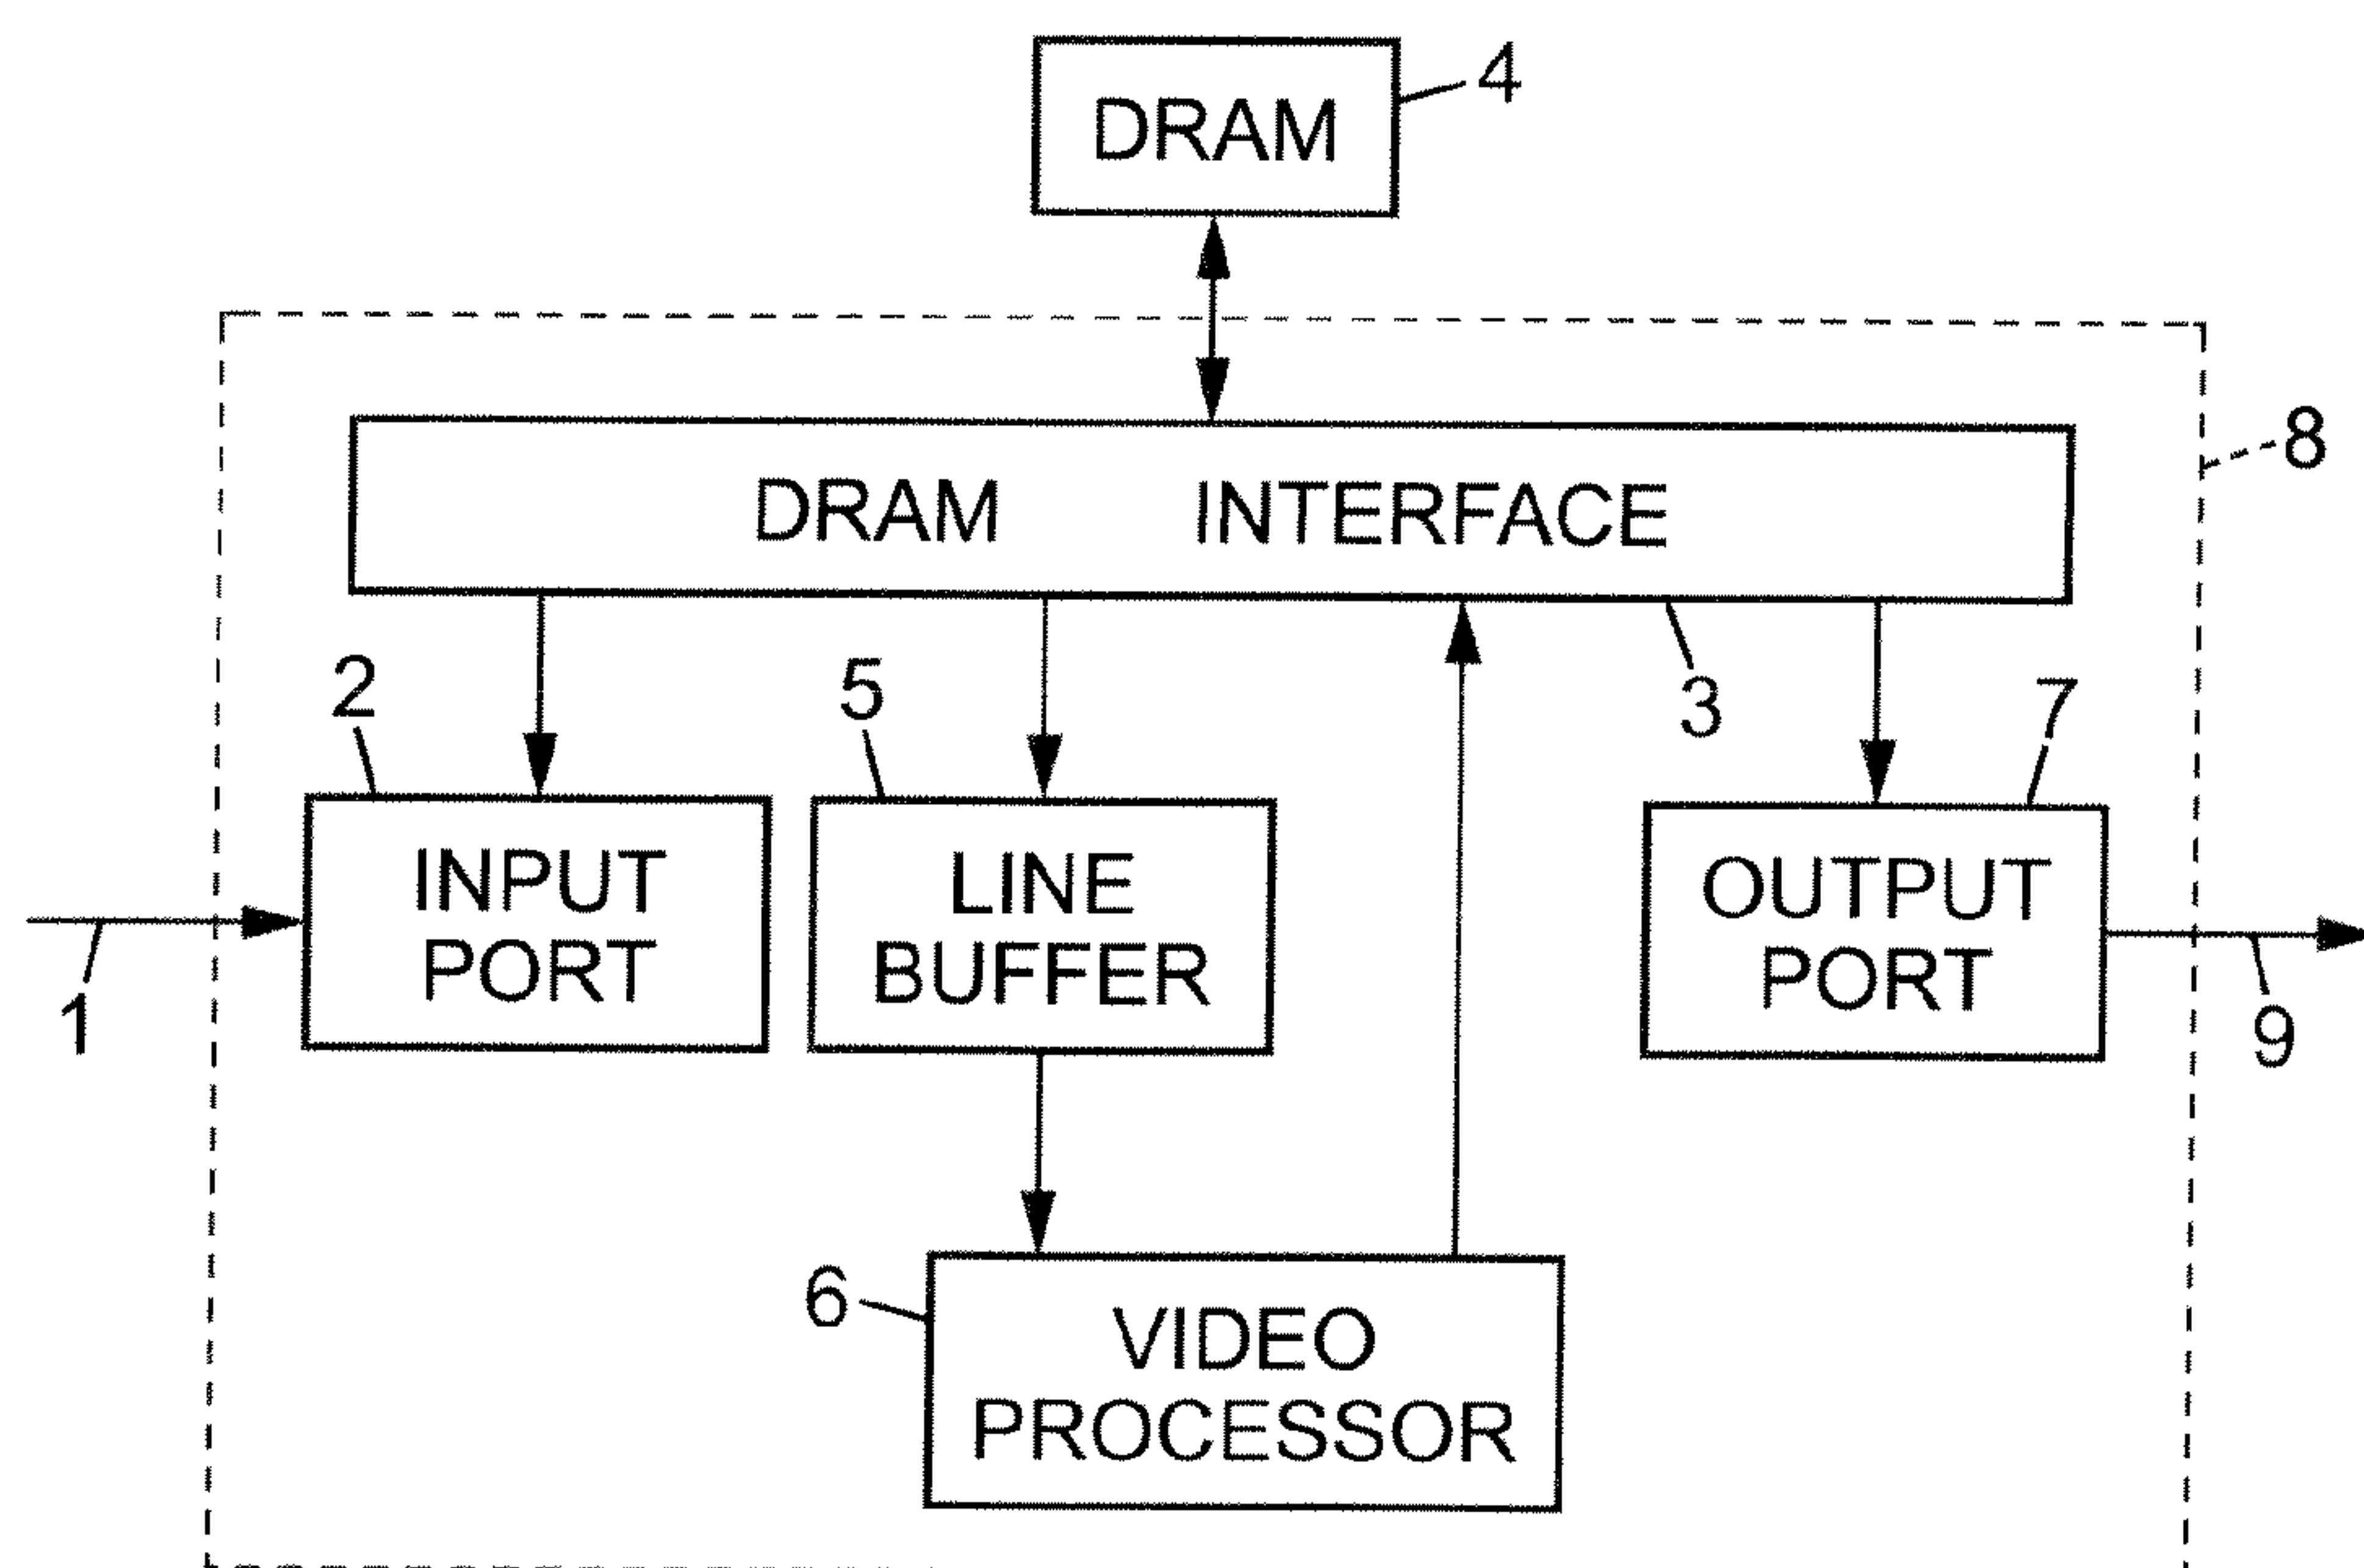 DRAM
4
DRAM INTERFACE
8
2
5
3
7
INPUT
PORT
LINE
BUFFER
OUTPUT
PORT
1
9
6
VIDEO
PROCESSOR